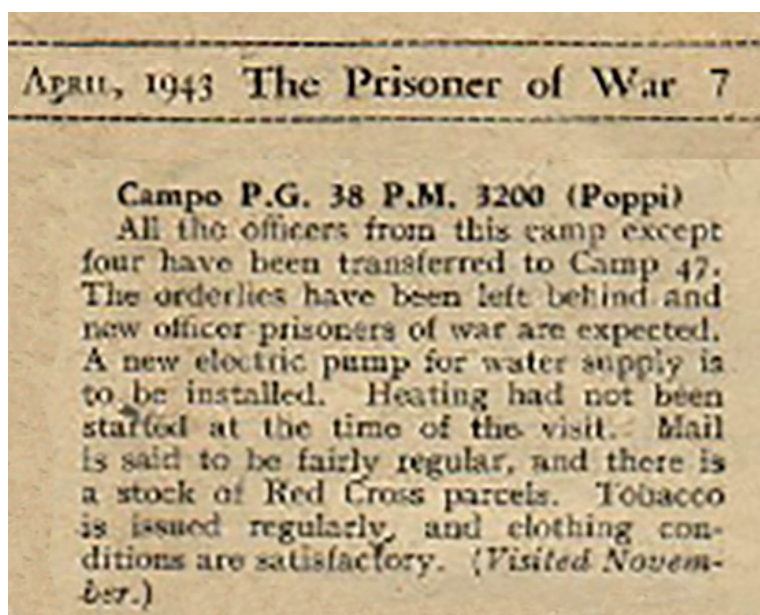 April, 1943 The Prisoner of War 7
Campo P.G. 38 P.M. 3200 (Poppi)
All the officers from this camp except
four have been transferred to Camp 47.
The orderlies have been left behind and
new officer prisoners of war are expected.
A new electric pump for water supply is
to be installed. Heating had not been
started at the time of the visit. Mail
is said to be fairly regular, and there is
a stock of Red Cross parcels. Tobacco
is issued regularly, and clothing con-
ditions are satisfactory. (Visited Novem-
ber.)